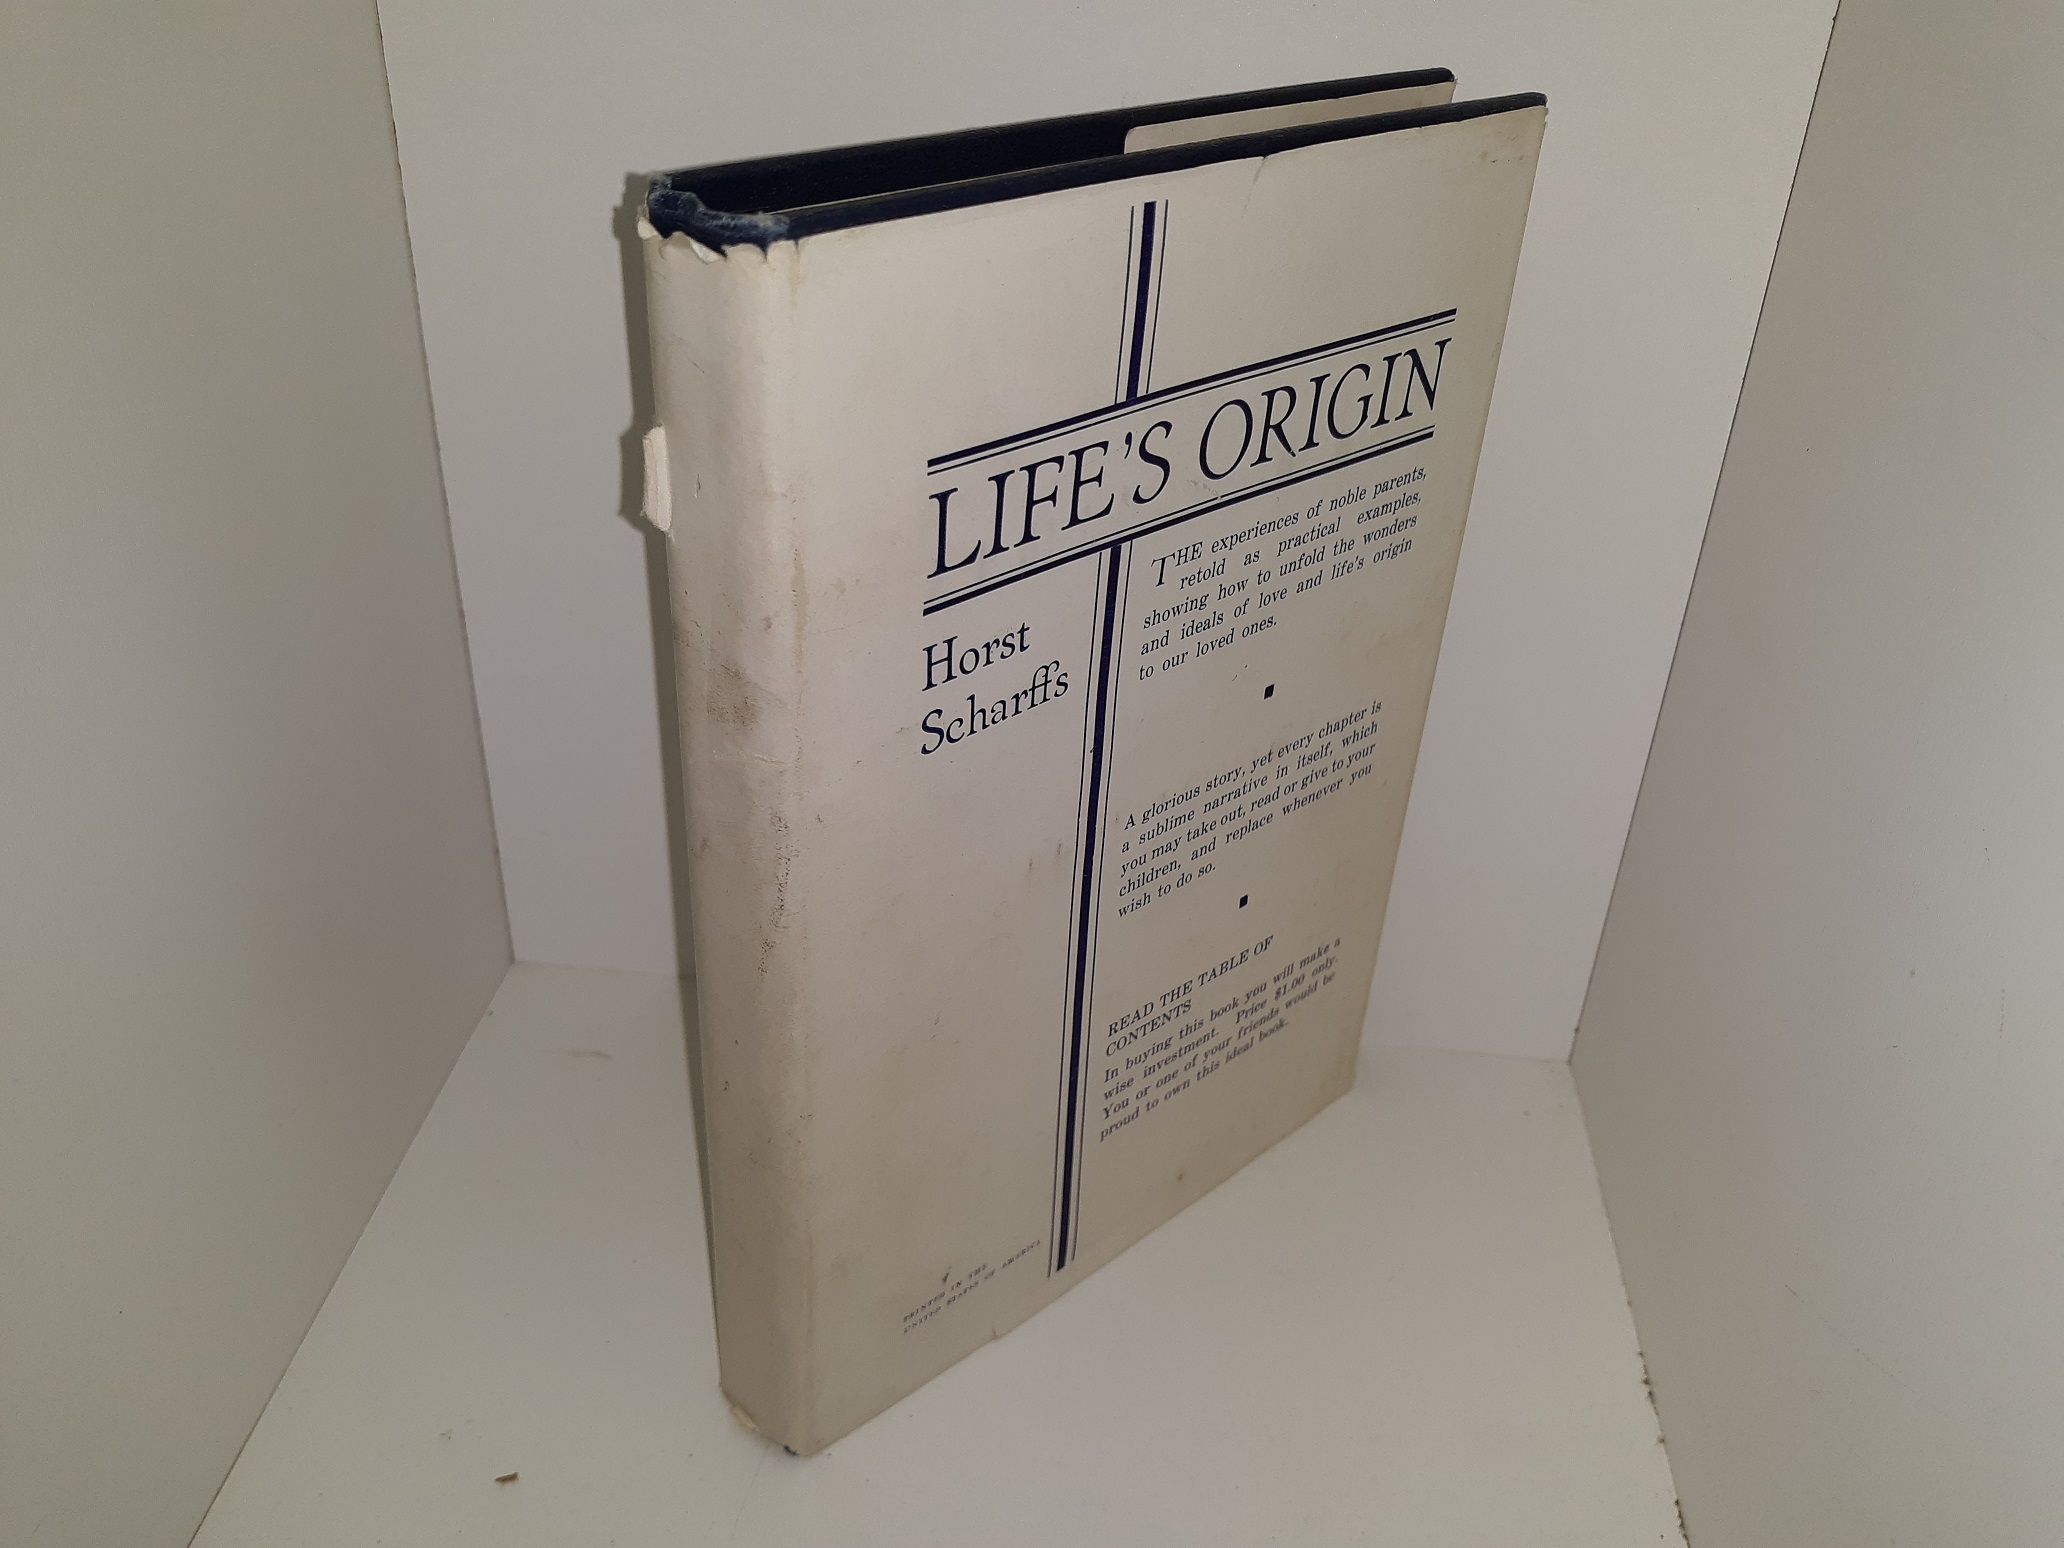 LIFE'S ORIGIN
Horst
Scharffs
THE experiences of noble parents,
retold as practical examples,
showing how to unfold the wonders
and ideals of love and life's origin
to our loved ones.
A glorious story, yet every chapter is
a sublime narrative in itself, which
you may take out, read or give to your
children, and replace whenever you
wish to do so.
READ THE TABLE OF
CONTENTS
In buying this book you will make a
wise investment. Price $1.00 only.
You or one of your friends would be
proud to own this ideal book.
PRINTED IN THE
UNITED STATES OF AMERICA